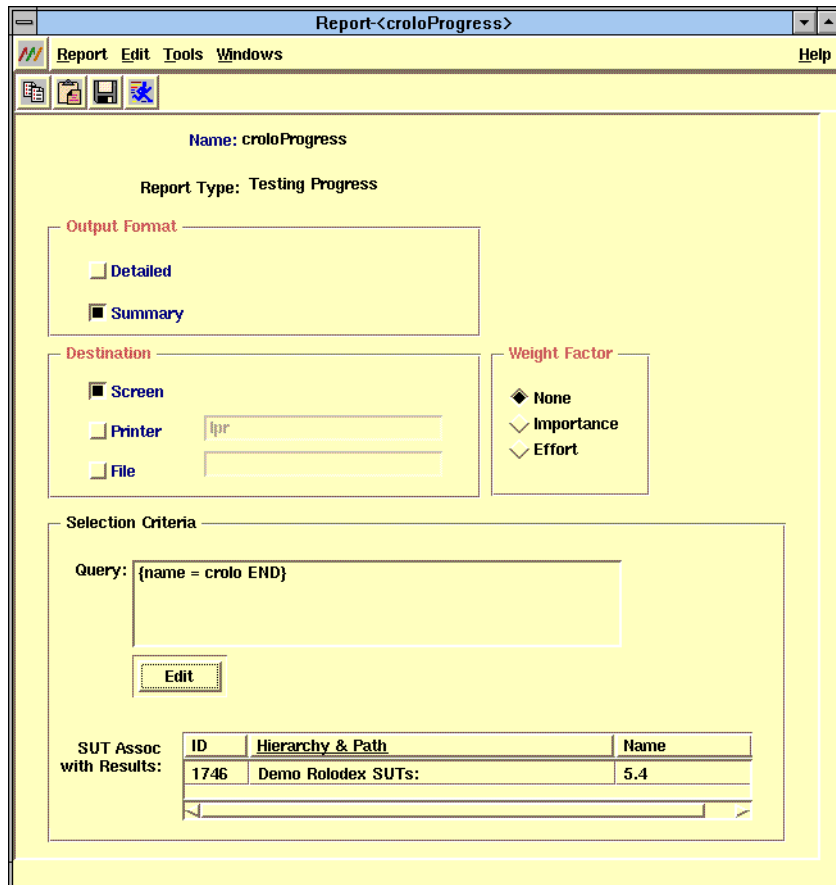 Report-<croloProgress>
Report Edit Tools Windows Help
Name: croloProgress
Report Type: Testing Progress
Output Format
Detailed
Summary
Destination
Screen
Printer lpr
File
Weight Factor
None
Importance
Effort
Selection Criteria
Query: {name = crolo END}
Edit
SUT Assoc
with Results:
ID Hierarchy & Path Name
1746 Demo Rolodex SUTs: 5.4